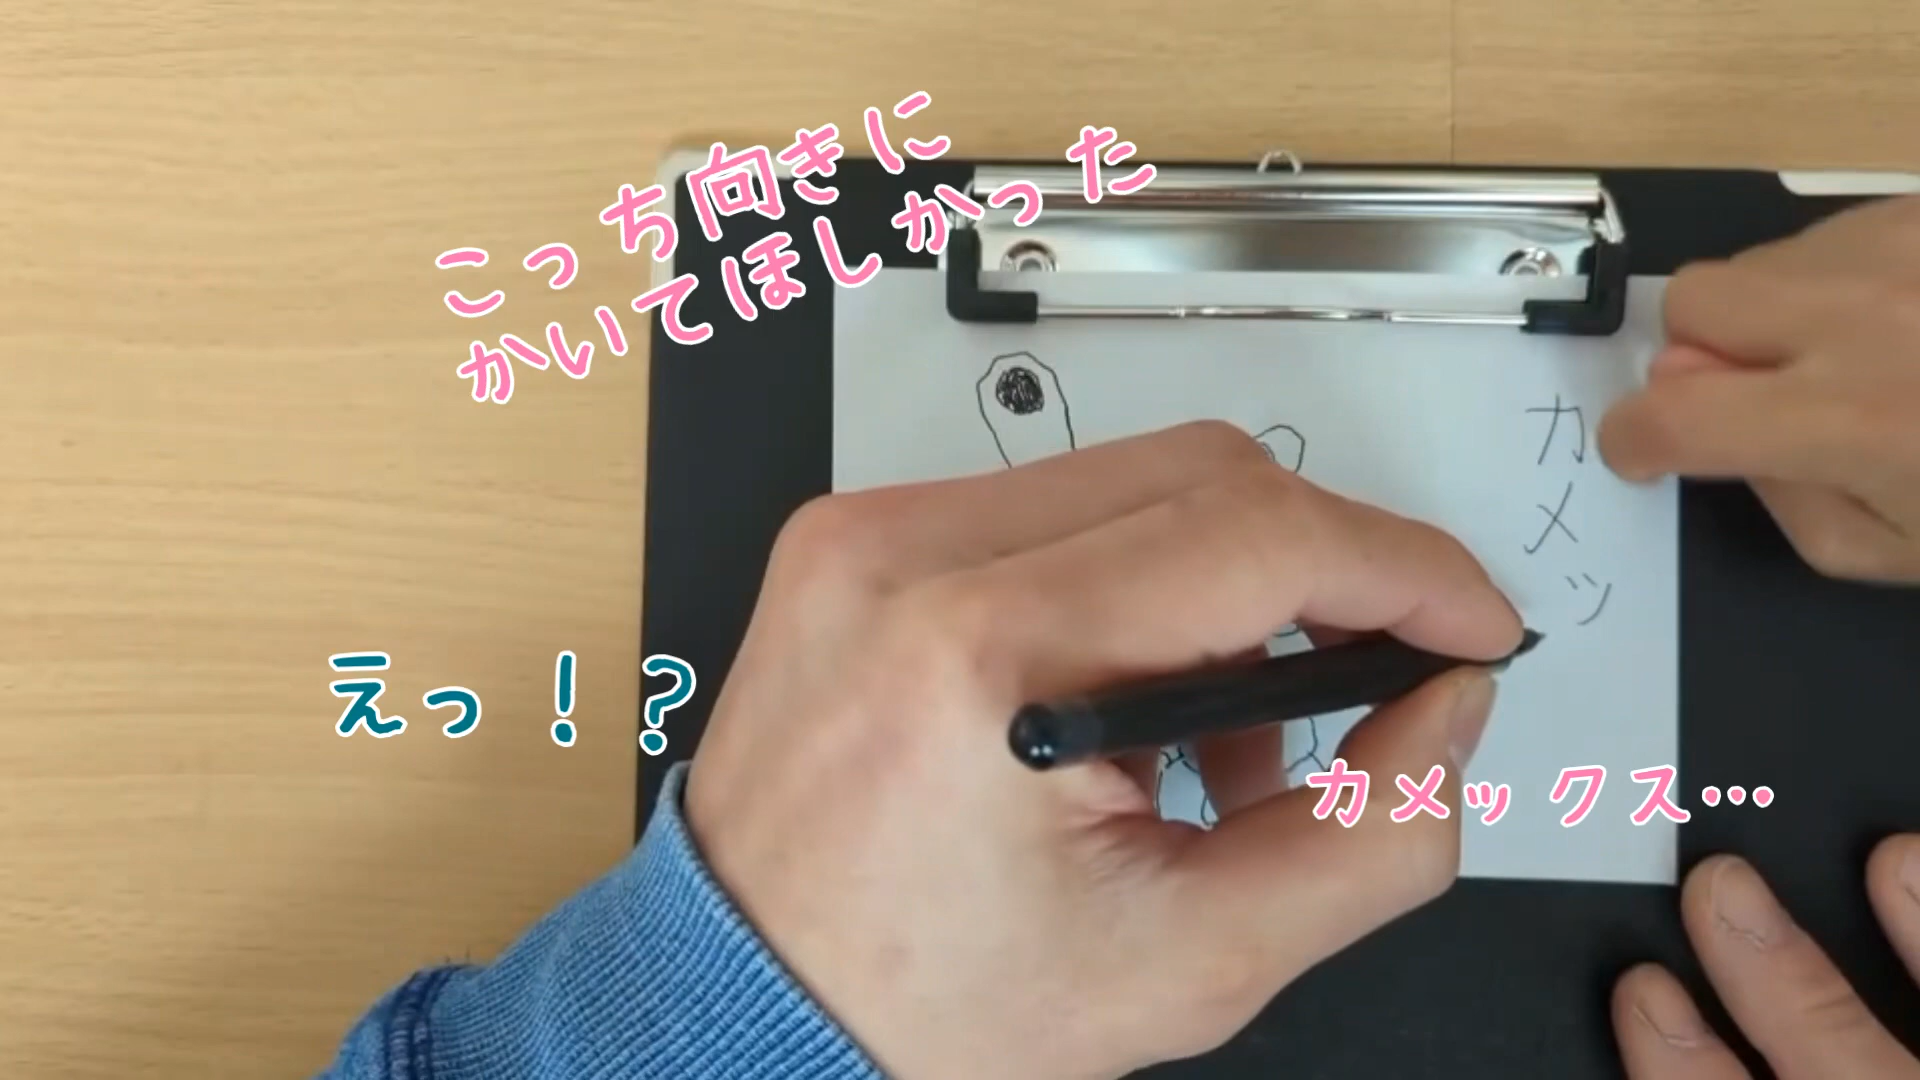 こっち向きに
かいてほしかった
カメッ
えっ!?
カメックス…